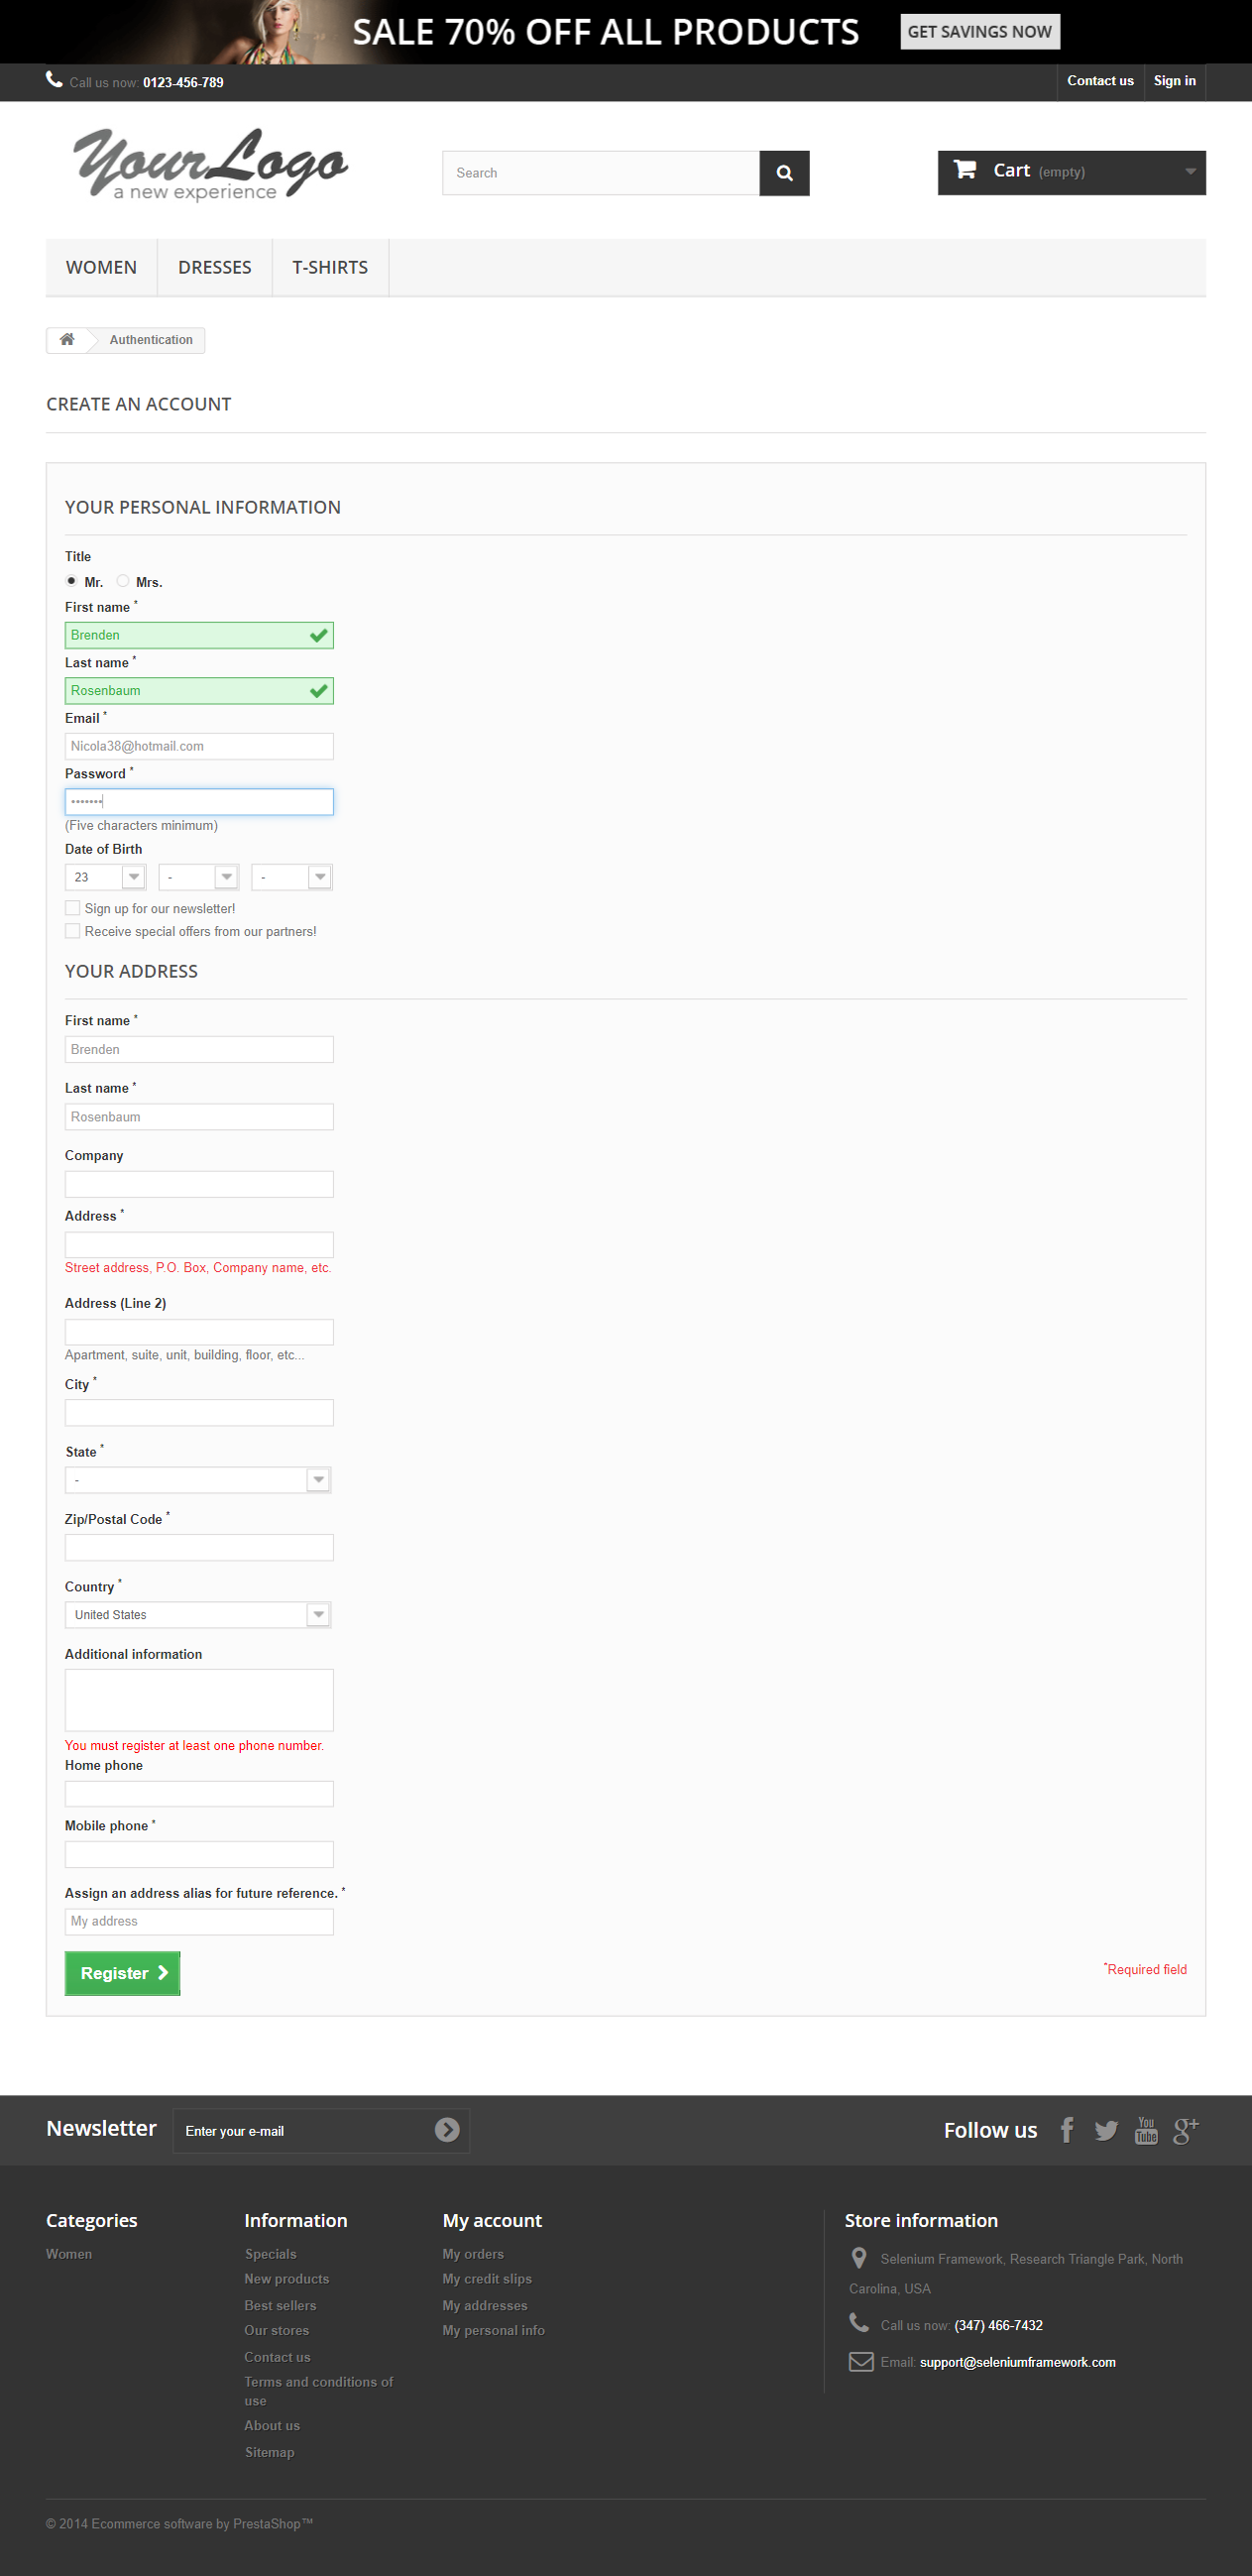 SALE 70% OFF ALL PRODUCTS GET SAVINGS NOW
Call us now: 0123-456-789 Contact us Sign in
YourLogo
a new experience
Search
Cart (empty)
WOMEN DRESSES T-SHIRTS
Authentication
CREATE AN ACCOUNT
YOUR PERSONAL INFORMATION
Title
Mr. Mrs.
First name *
Brenden
Last name *
Rosenbaum
Email *
Nicola38@hotmail.com
Password *
•••••••
(Five characters minimum)
Date of Birth
23 - -
Sign up for our newsletter!
Receive special offers from our partners!
YOUR ADDRESS
First name *
Brenden
Last name *
Rosenbaum
Company
Address *
Street address, P.O. Box, Company name, etc.
Address (Line 2)
Apartment, suite, unit, building, floor, etc...
City *
State *
-
Zip/Postal Code *
Country *
United States
Additional information
You must register at least one phone number.
Home phone
Mobile phone *
Assign an address alias for future reference. *
My address
Register
*Required field
Newsletter Enter your e-mail Follow us
Categories
Women
Information
Specials
New products
Best sellers
Our stores
Contact us
Terms and conditions of
use
About us
Sitemap
My account
My orders
My credit slips
My addresses
My personal info
Store information
Selenium Framework, Research Triangle Park, North
Carolina, USA
Call us now: (347) 466-7432
Email: support@seleniumframework.com
© 2014 Ecommerce software by PrestaShop™